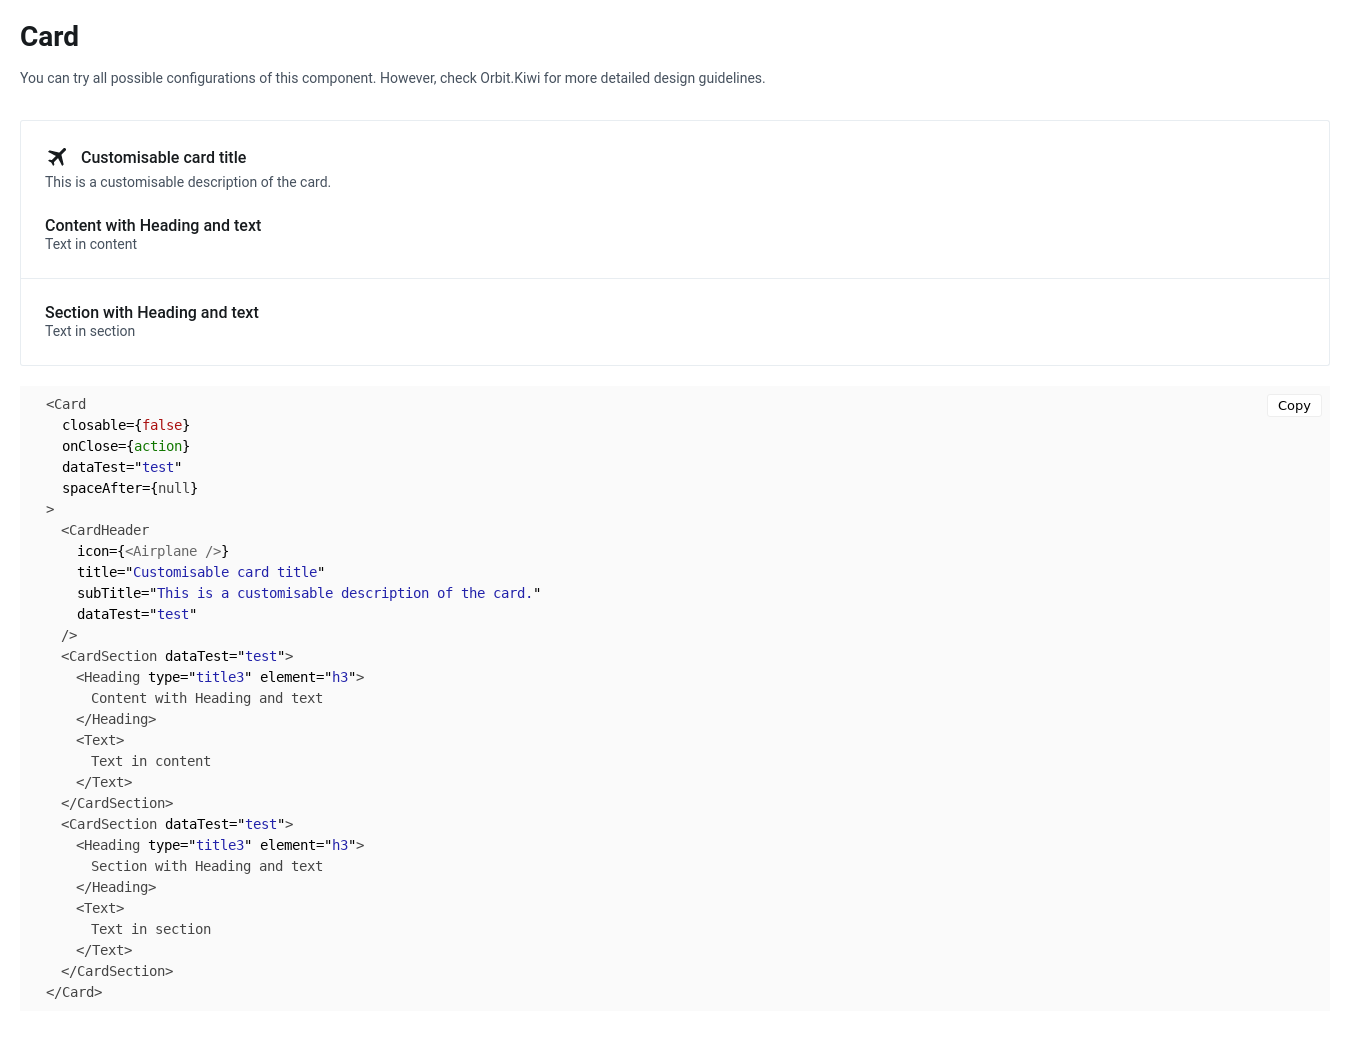 Card
You can try all possible configurations of this component. However, check Orbit.Kiwi for more detailed design guidelines.
Customisable card title
This is a customisable description of the card.
Content with Heading and text
Text in content
Section with Heading and text
Text in section
Copy
<Card
  closable={false}
  onClose={action}
  dataTest="test"
  spaceAfter={null}
>
  <CardHeader
    icon={<Airplane />}
    title="Customisable card title"
    subTitle="This is a customisable description of the card."
    dataTest="test"
  />
  <CardSection dataTest="test">
    <Heading type="title3" element="h3">
      Content with Heading and text
    </Heading>
    <Text>
      Text in content
    </Text>
  </CardSection>
  <CardSection dataTest="test">
    <Heading type="title3" element="h3">
      Section with Heading and text
    </Heading>
    <Text>
      Text in section
    </Text>
  </CardSection>
</Card>